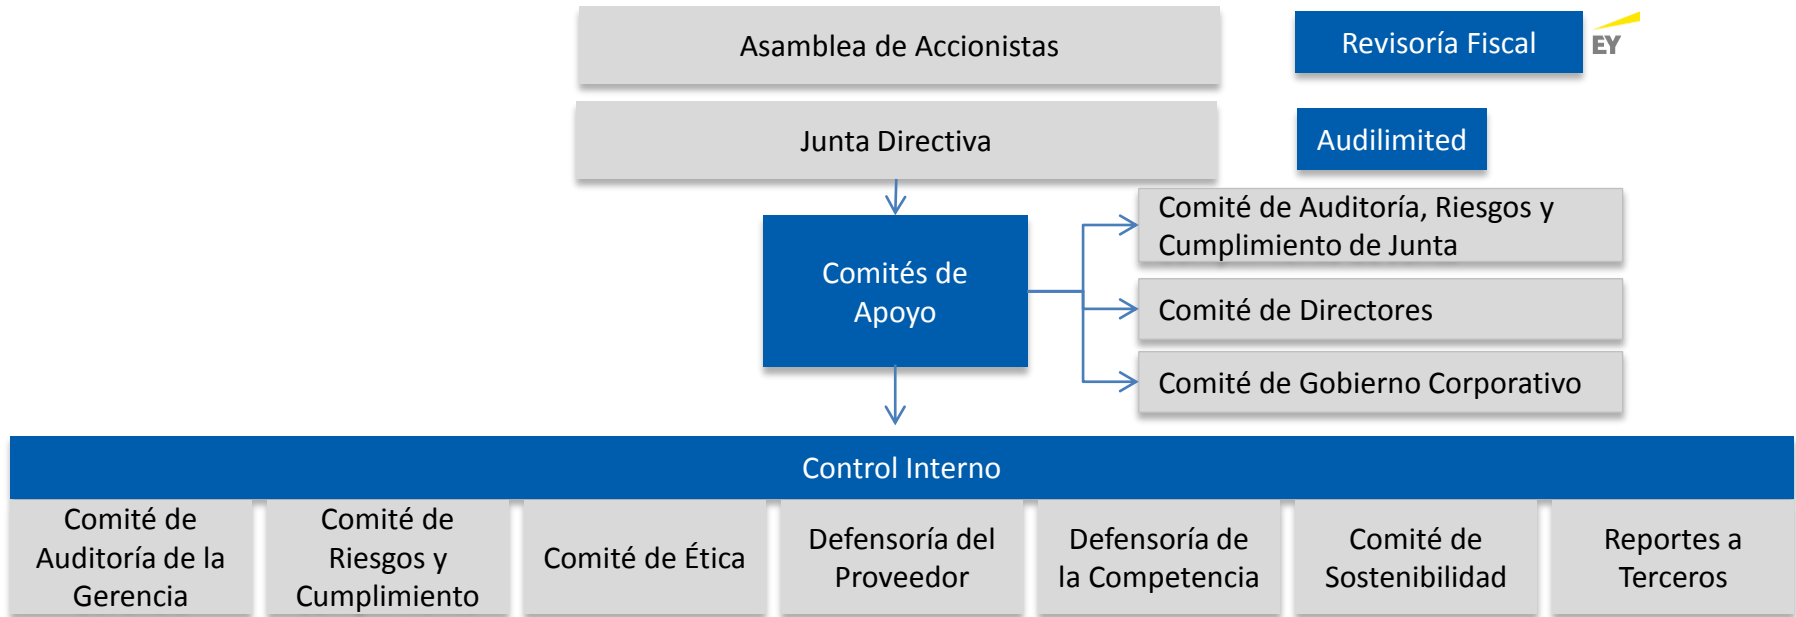 Asamblea de Accionistas
Revisoría Fiscal
EY
Junta Directiva
Audilimited
Comités de
Apoyo
Comité de Auditoría, Riesgos y
Cumplimiento de Junta
Comité de Directores
Comité de Gobierno Corporativo
Control Interno
Comité de
Auditoría de la
Gerencia
Comité de
Riesgos y
Cumplimiento
Comité de Ética
Defensoría del
Proveedor
Defensoría de
la Competencia
Comité de
Sostenibilidad
Reportes a
Terceros